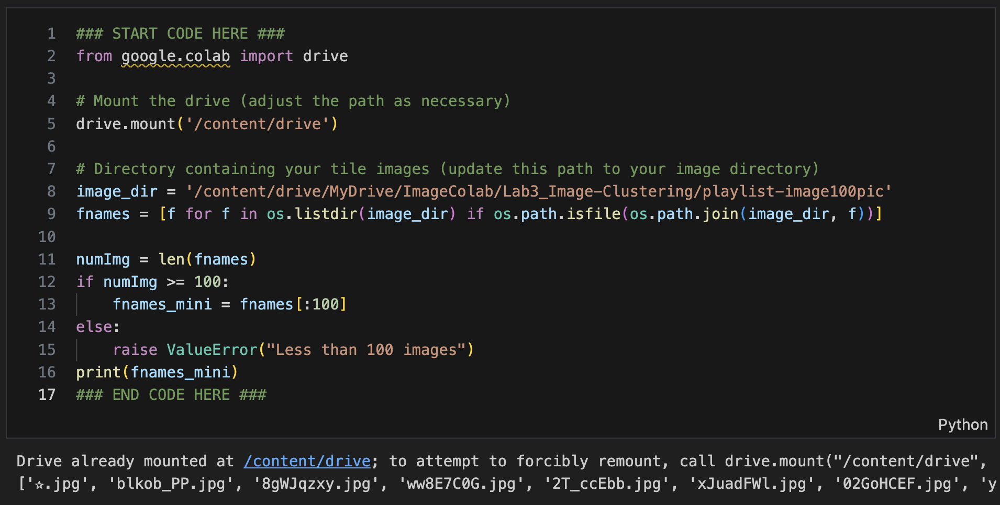 1 ### START CODE HERE ###
2 from google.colab import drive
3
4 # Mount the drive (adjust the path as necessary)
5 drive.mount('/content/drive')
6
7 # Directory containing your tile images (update this path to your image directory)
8 image_dir = '/content/drive/MyDrive/ImageColab/Lab3_Image-Clustering/playlist-image100pic'
9 fnames = [f for f in os.listdir(image_dir) if os.path.isfile(os.path.join(image_dir, f))]
10
11 numImg = len(fnames)
12 if numImg >= 100:
13     fnames_mini = fnames[:100]
14 else:
15     raise ValueError("Less than 100 images")
16 print(fnames_mini)
17 ### END CODE HERE ###
Python
Drive already mounted at /content/drive; to attempt to forcibly remount, call drive.mount("/content/drive",
['✰.jpg', 'blkob_PP.jpg', '8gWJqzxy.jpg', 'ww8E7C0G.jpg', '2T_ccEbb.jpg', 'xJuadFWl.jpg', '02GoHCEF.jpg', 'y